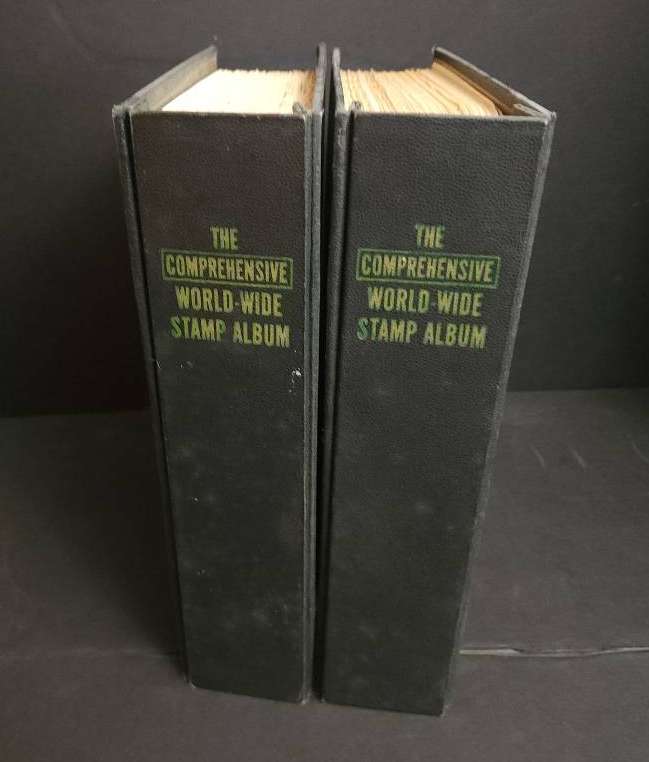 THE
COMPREHENSIVE
WORLD-WIDE
STAMP ALBUM
THE
COMPREHENSIVE
WORLD-WIDE
STAMP ALBUM